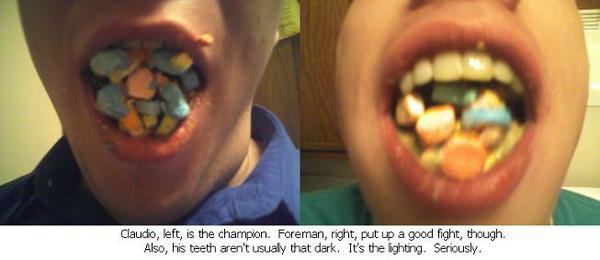 Claudio, left, is the champion.  Foreman, right, put up a good fight, though.
Also, his teeth aren't usually that dark.  It's the lighting.  Seriously.